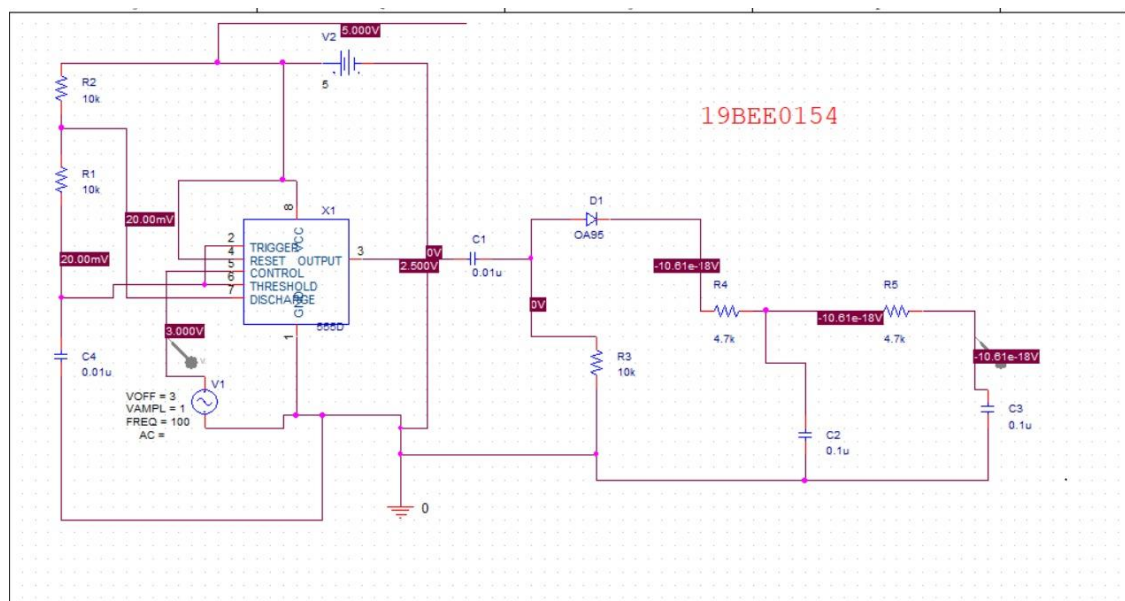 5.000V
V2
5
R2
10k
19BEE0154
R1
10k
20.00mV
20.00mV
X1
8
VCC
2
TRIGGER
4
RESET
OUTPUT
3
5
CONTROL
6
THRESHOLD
7
DISCHARGE
GND
1
555D
0V
2.500V
C1
0.01u
D1
OA95
0V
-10.61e-18V
R4
4.7k
-10.61e-18V
R5
4.7k
-10.61e-18V
3.000V
C4
0.01u
V1
VOFF = 3
VAMPL = 1
FREQ = 100
AC =
R3
10k
C2
0.1u
C3
0.1u
0